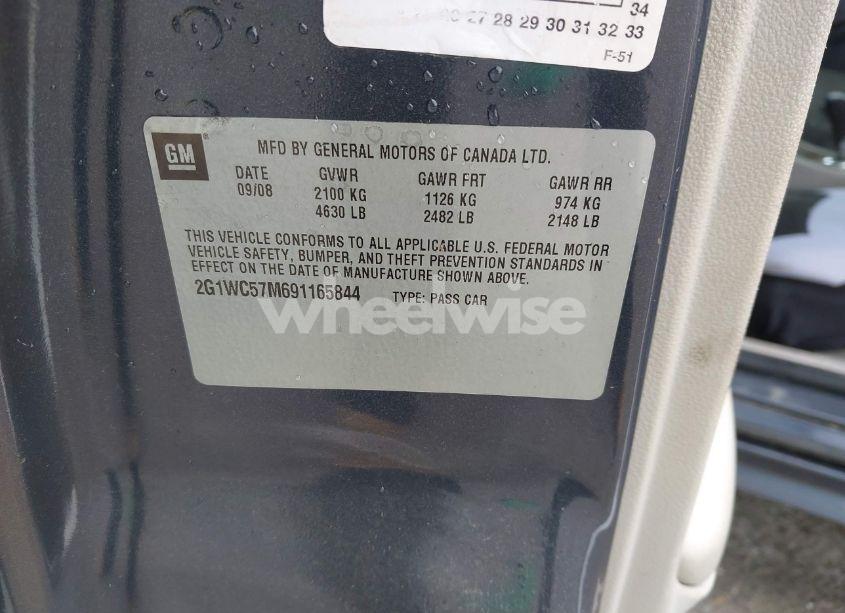 34
27 28 29 30 31 32 33
F-51
GM
MFD BY GENERAL MOTORS OF CANADA LTD.
DATE GVWR GAWR FRT GAWR RR
09/08 2100 KG 1126 KG 974 KG
4630 LB 2482 LB 2148 LB
THIS VEHICLE CONFORMS TO ALL APPLICABLE U.S. FEDERAL MOTOR
VEHICLE SAFETY, BUMPER, AND THEFT PREVENTION STANDARDS IN
EFFECT ON THE DATE OF MANUFACTURE SHOWN ABOVE.
2G1WC57M691165844 TYPE: PASS CAR
wheelwise